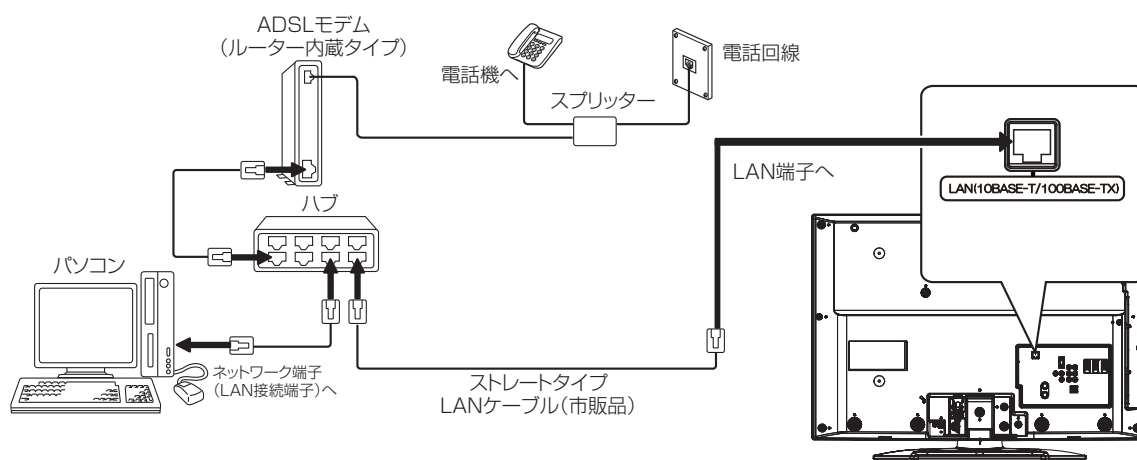 ADSLモデム
（ルーター内蔵タイプ）
電話機へ
電話回線
スプリッター
LAN端子へ
LAN(10BASE-T/100BASE-TX)
ハブ
パソコン
ネットワーク端子
（LAN接続端子）へ
ストレートタイプ
LANケーブル（市販品）